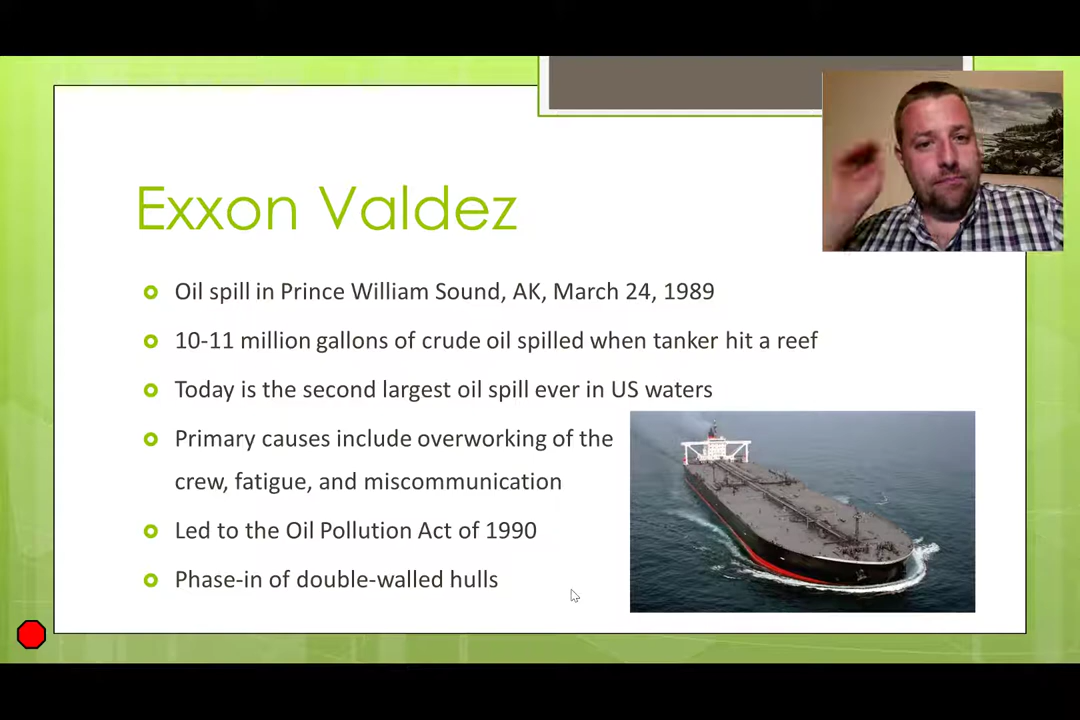 Exxon Valdez
Oil spill in Prince William Sound, AK, March 24, 1989
10-11 million gallons of crude oil spilled when tanker hit a reef
Today is the second largest oil spill ever in US waters
Primary causes include overworking of the
crew, fatigue, and miscommunication
Led to the Oil Pollution Act of 1990
Phase-in of double-walled hulls